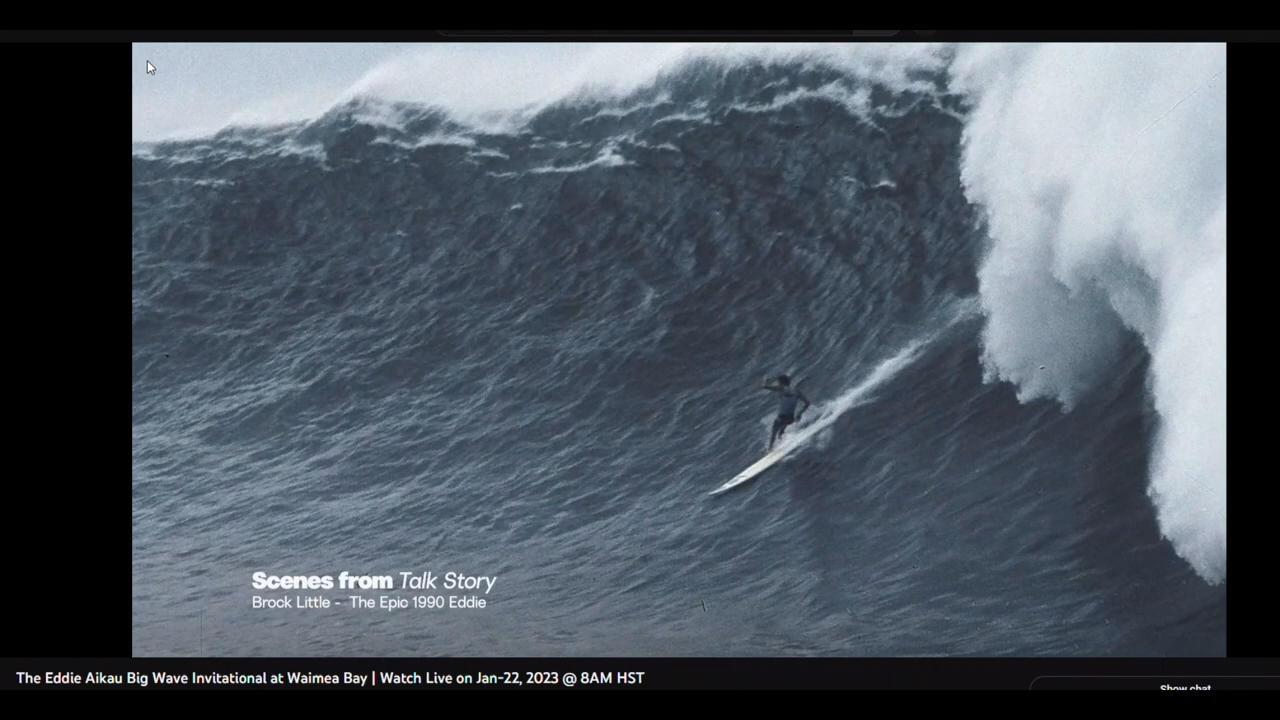 Scenes from Talk Story
Brock Little - The Epic 1990 Eddie
The Eddie Aikau Big Wave Invitational at Waimea Bay | Watch Live on Jan-22, 2023 @ 8AM HST
Show chat